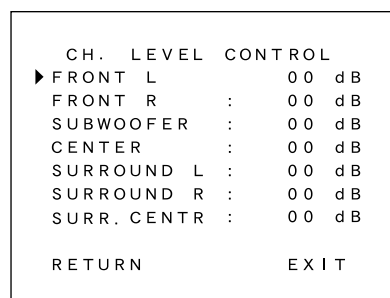 CH. LEVEL CONTROL
FRONT L 00 dB
FRONT R : 00 dB
SUBWOOFER : 00 dB
CENTER : 00 dB
SURROUND L : 00 dB
SURROUND R : 00 dB
SURR. CENTR : 00 dB
RETURN EXIT